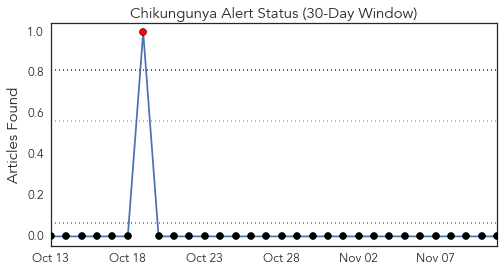 Chikungunya Alert Status (30-Day Window)
Articles Found
1.0
0.8
0.6
0.4
0.2
0.0
Oct 13 Oct 18 Oct 23 Oct 28 Nov 02 Nov 07